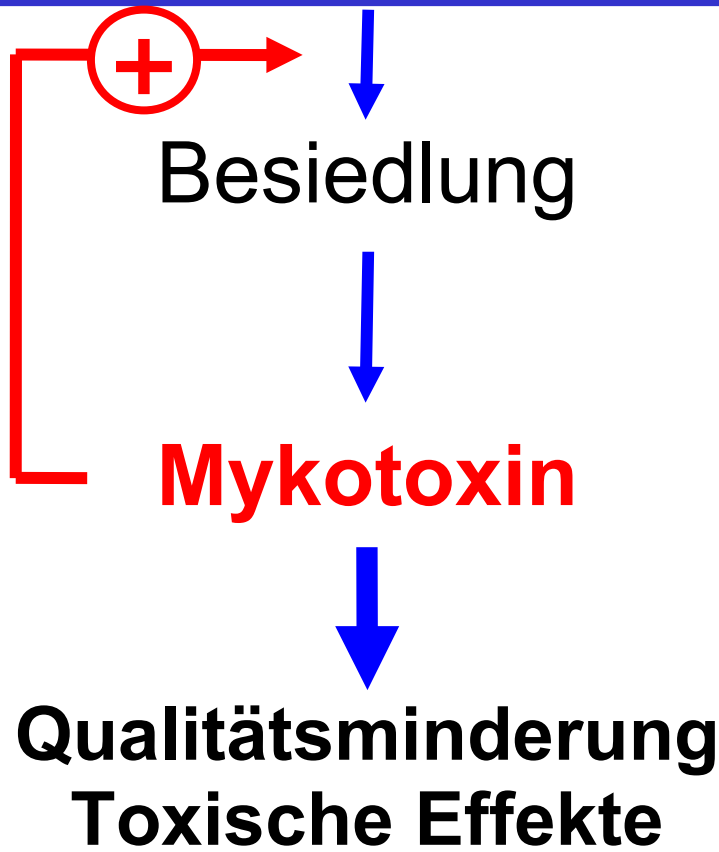 +
Besiedlung
Mykotoxin
Qualitätsminderung
Toxische Effekte